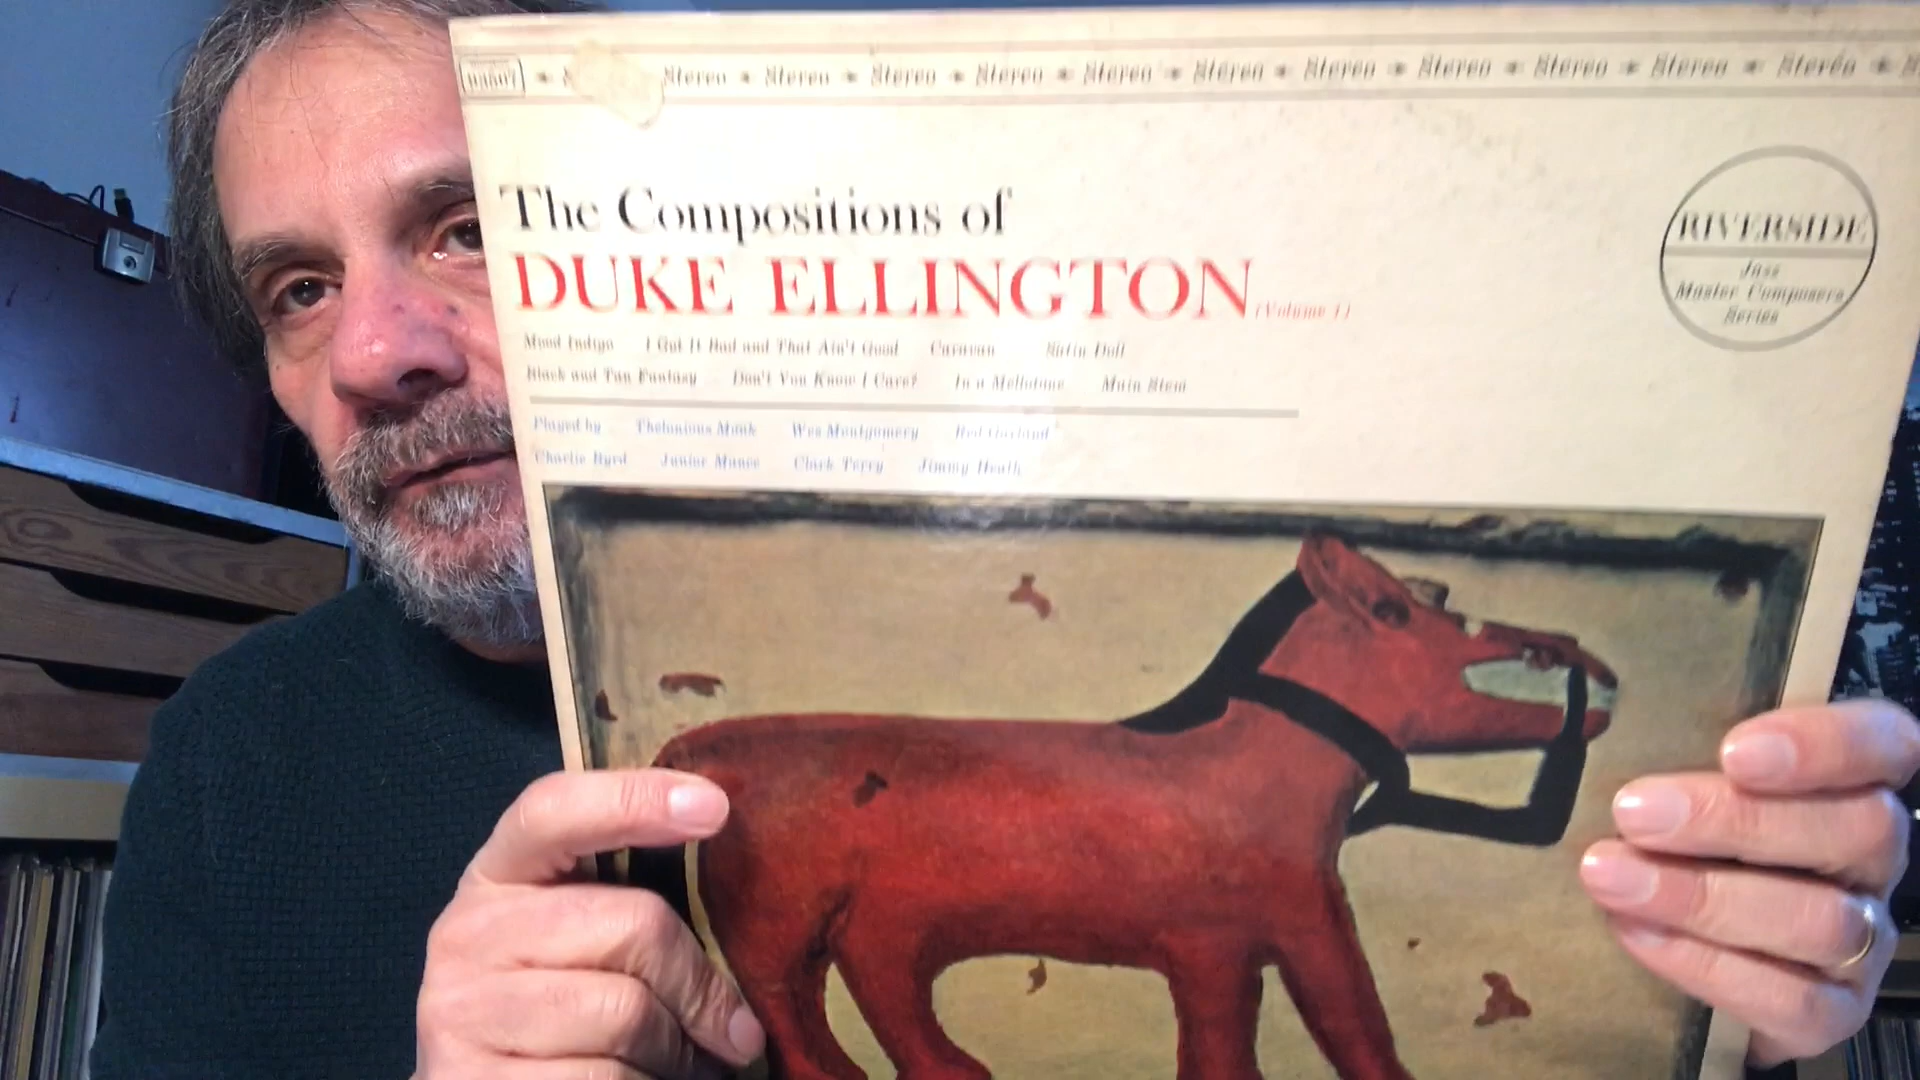 Stereo * Stereo * Stereo * Stereo * Stereo * Stereo * Stereo * Stereo * Stereo * Stereo * Stereo *
The Compositions of
DUKE ELLINGTON (Volume 1)
Mood Indigo I Got It Bad and That Ain't Good Caravan Satin Doll
Black and Tan Fantasy Don't You Know I Care? In a Mellotone Main Stem
Played by Thelonious Monk Wes Montgomery Red Garland
Charlie Byrd Junior Mance Clark Terry Jimmy Heath
RIVERSIDE
Jazz
Master Composers
Series